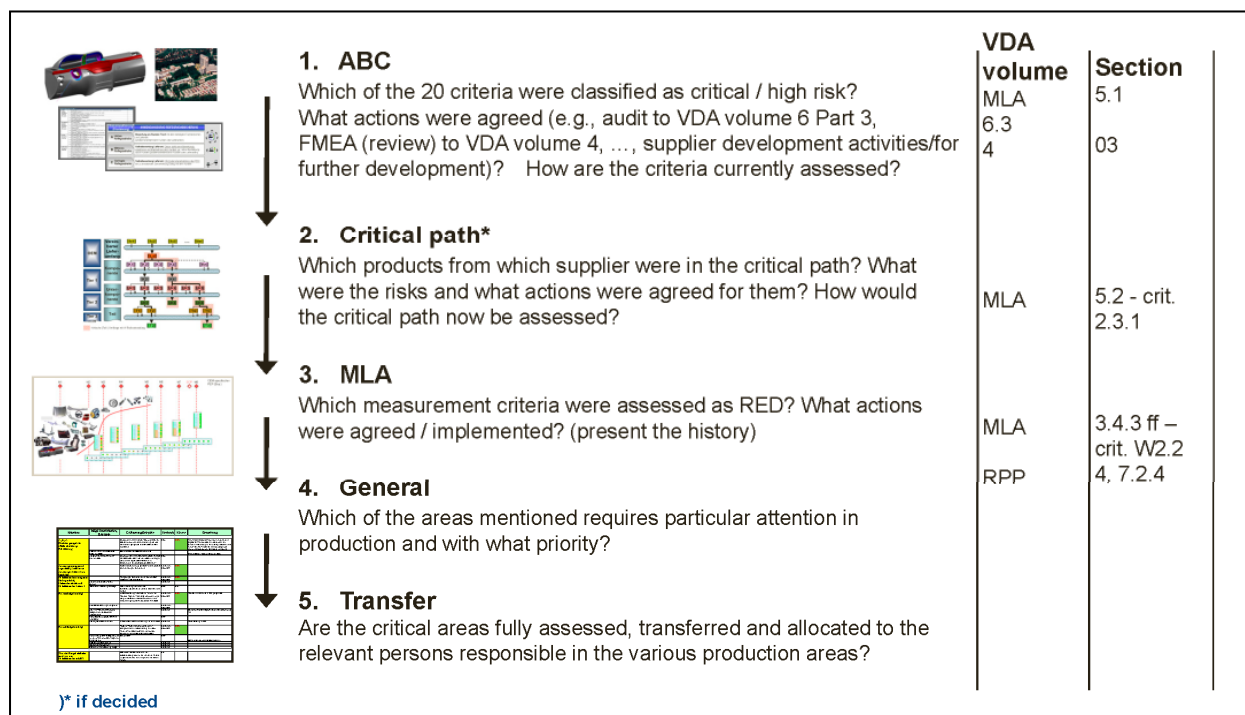 VDA
volume
Section
1. ABC
Which of the 20 criteria were classified as critical / high risk?
MLA
5.1
What actions were agreed (e.g., audit to VDA volume 6 Part 3,
6.3
FMEA (review) to VDA volume 4, …, supplier development activities/for
4
03
further development)? How are the criteria currently assessed?
2. Critical path*
Which products from which supplier were in the critical path? What
were the risks and what actions were agreed for them? How would
MLA
5.2 - crit.
the critical path now be assessed?
2.3.1
3. MLA
Which measurement criteria were assessed as RED? What actions
were agreed / implemented? (present the history)
MLA
3.4.3 ff –
crit. W2.2
4. General
RPP
4, 7.2.4
Which of the areas mentioned requires particular attention in
production and with what priority?
5. Transfer
Are the critical areas fully assessed, transferred and allocated to the
relevant persons responsible in the various production areas?
)* if decided